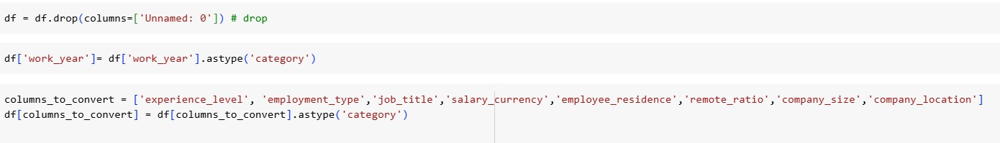 df = df.drop(columns=['Unnamed: 0']) # drop
df['work_year']= df['work_year'].astype('category')
columns_to_convert = ['experience_level', 'employment_type','job_title','salary_currency','employee_residence','remote_ratio','company_size','company_location']
df[columns_to_convert] = df[columns_to_convert].astype('category')